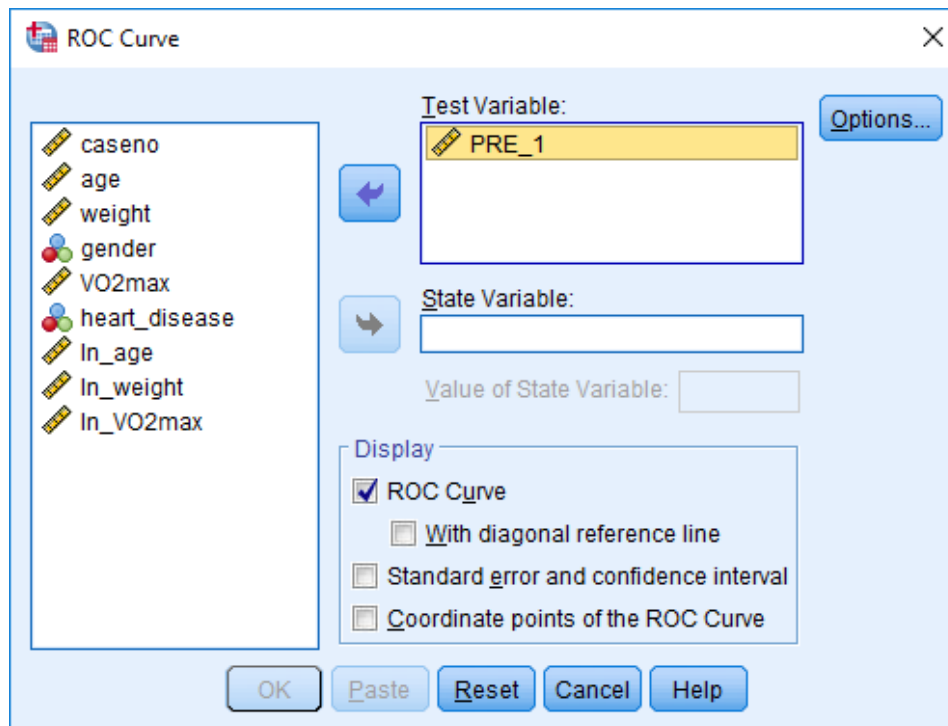 ROC Curve
Test Variable:
Options...
caseno
age
weight
gender
VO2max
heart_disease
ln_age
ln_weight
ln_VO2max
PRE_1
State Variable:
Value of State Variable:
Display
ROC Curve
With diagonal reference line
Standard error and confidence interval
Coordinate points of the ROC Curve
OK
Paste
Reset
Cancel
Help